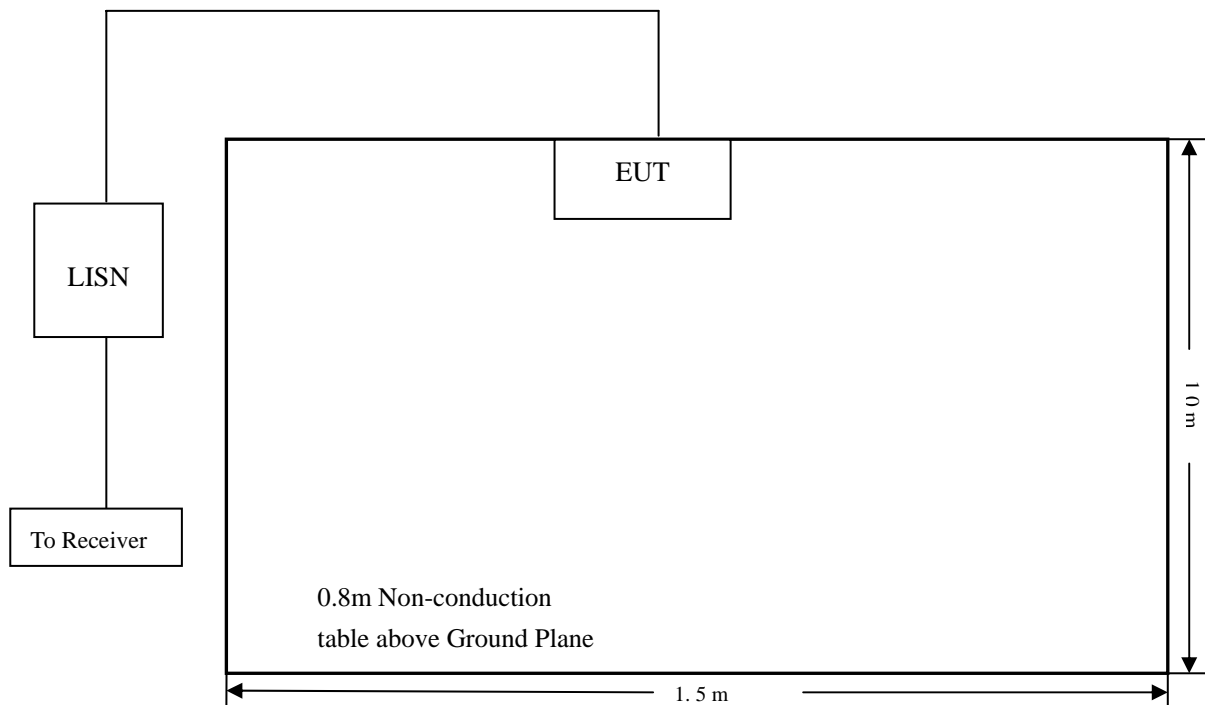 EUT
LISN
To Receiver
0.8m Non-conduction
table above Ground Plane
1. 5 m
1 0 m